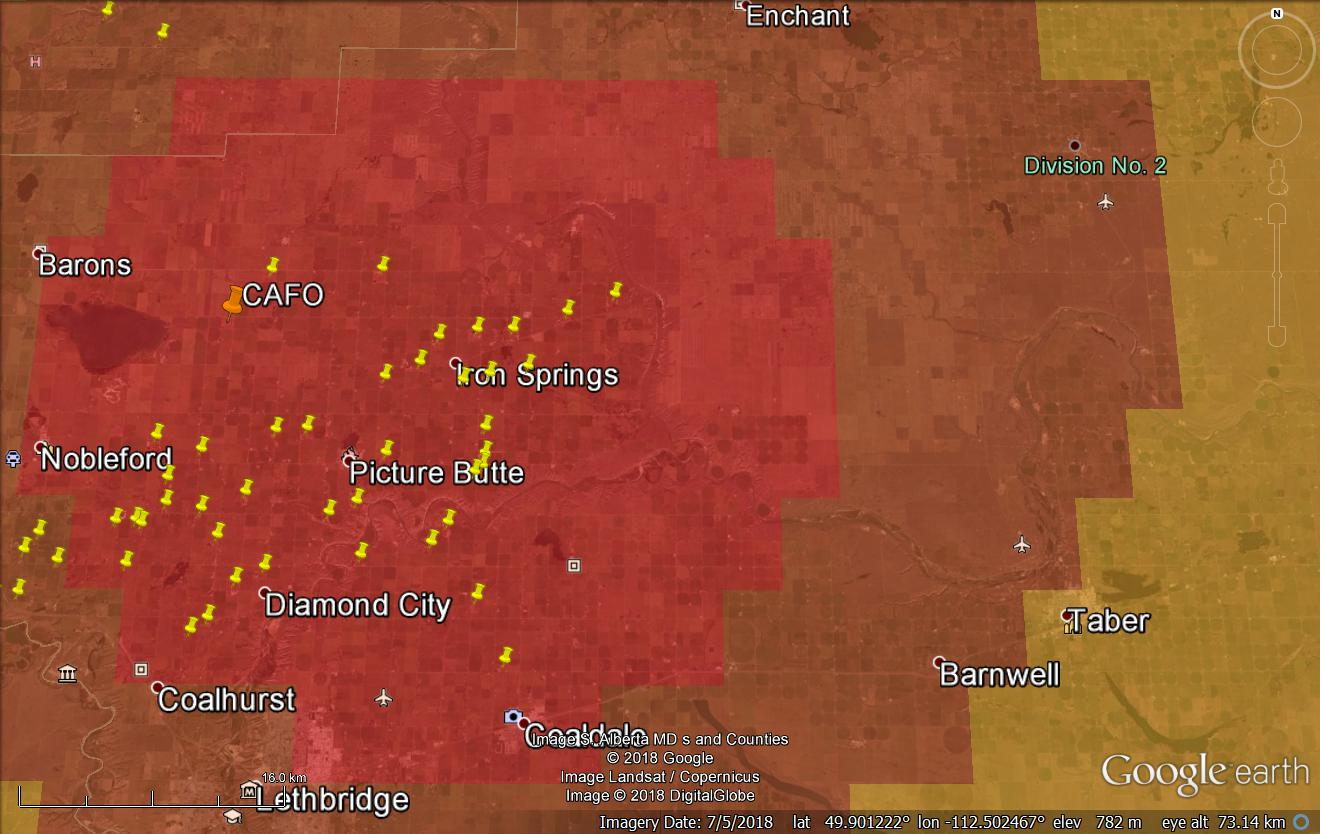 Enchant
N
H
Division No. 2
Barons
CAFO
Iron Springs
Nobleford
Picture Butte
Diamond City
Taber
Barnwell
Coalhurst
Coaldale
Image S. Alberta MD s and Counties
© 2018 Google
Image Landsat / Copernicus
Image © 2018 DigitalGlobe
Google earth
16.0 km
M
Lethbridge
Imagery Date: 7/5/2018 lat 49.901222° lon -112.502467° elev 782 m eye alt 73.14 km